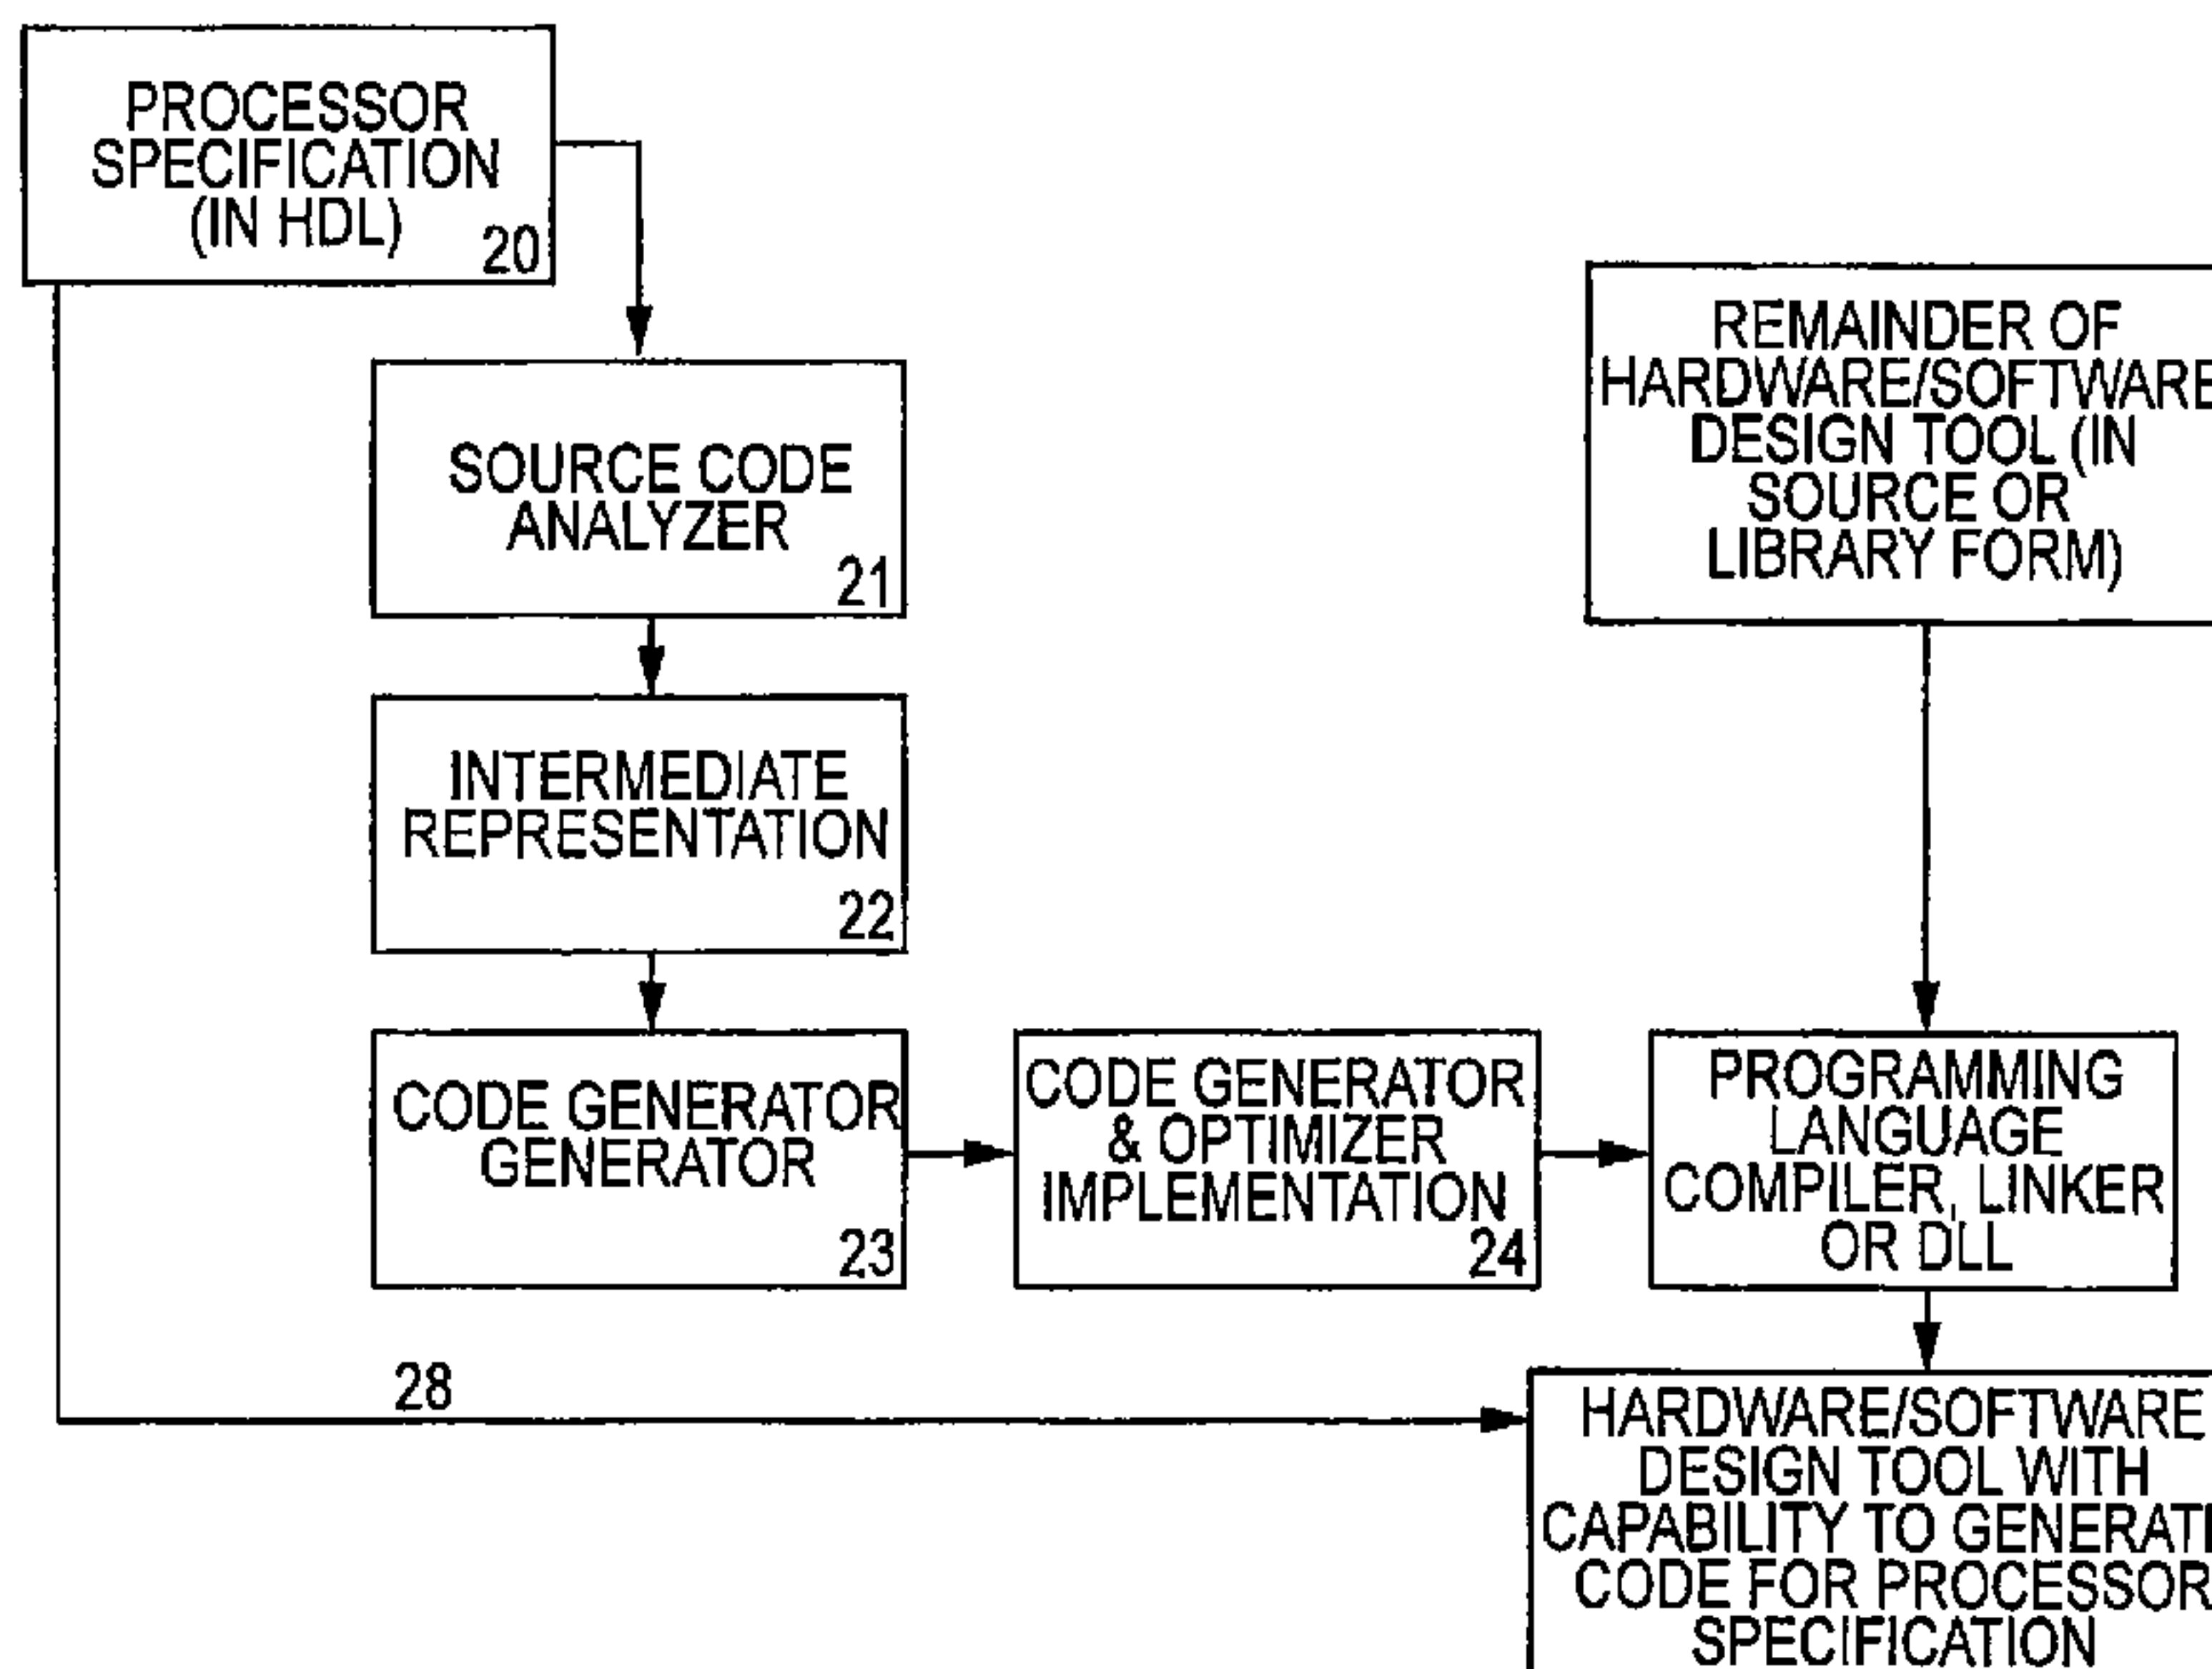 PROCESSOR
SPECIFICATION
(IN HDL)
20
SOURCE CODE
ANALYZER
21
INTERMEDIATE
REPRESENTATION
22
CODE GENERATOR
GENERATOR
23
CODE GENERATOR
& OPTIMIZER
IMPLEMENTATION
24
REMAINDER OF
HARDWARE/SOFTWARE
DESIGN TOOL (IN
SOURCE OR
LIBRARY FORM)
PROGRAMMING
LANGUAGE
COMPILER, LINKER
OR DLL
28
HARDWARE/SOFTWARE
DESIGN TOOL WITH
CAPABILITY TO GENERATE
CODE FOR PROCESSOR
SPECIFICATION